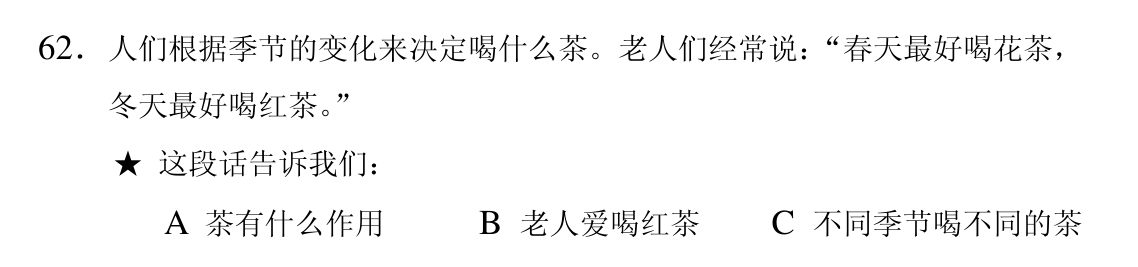 62. 人们根据季节的变化来决定喝什么茶。老人们经常说：“春天最好喝花茶，
冬天最好喝红茶。”
★ 这段话告诉我们：
A 茶有什么作用 B 老人爱喝红茶 C 不同季节喝不同的茶